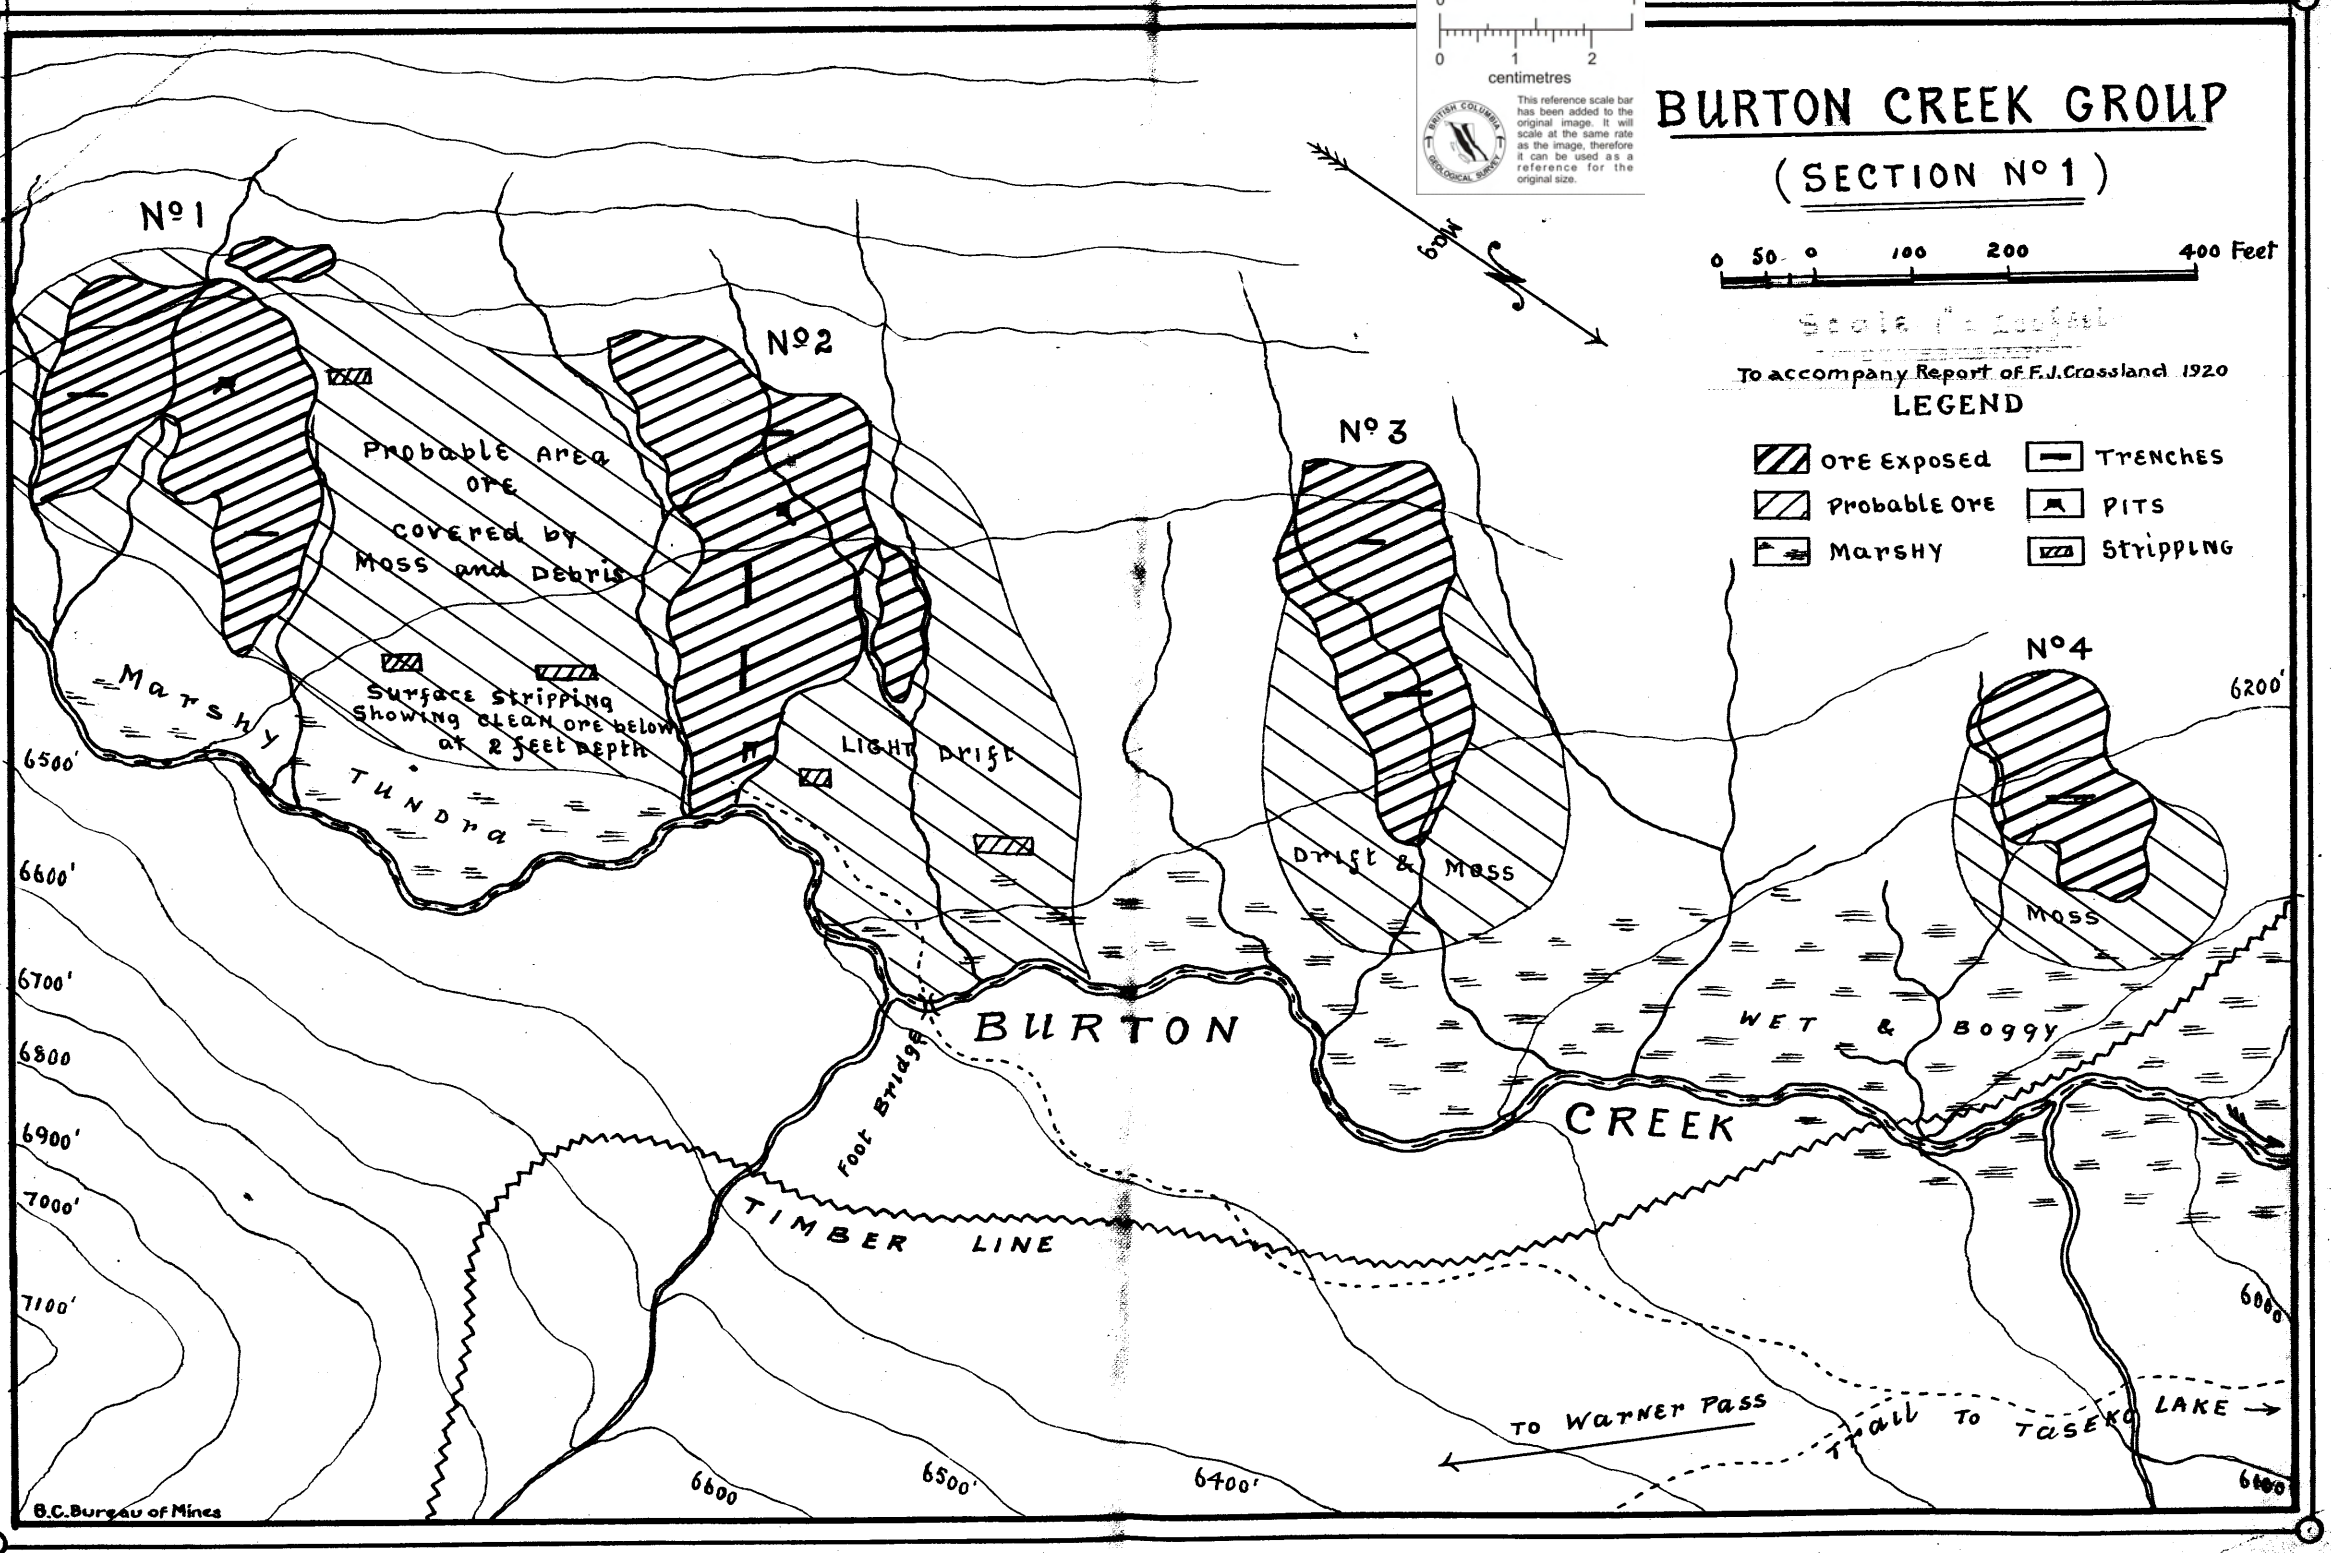 0 1
0 1 2
centimetres
This reference scale bar
has been added to the
original image. It will
scale at the same rate
as the image, therefore
it can be used as a
reference for the
original size.
BRITISH COLUMBIA
GEOLOGICAL SURVEY
BURTON CREEK GROUP
(SECTION Nº 1)
0 50 0 100 200 400 Feet
To accompany Report of F.J. Crossland 1920
LEGEND
Ore Exposed
Trenches
Probable Ore
Pits
Marshy
Stripping
Mag
N
Nº 1
Nº 2
Nº 3
Nº 4
Probable Area
Ore
covered by
Moss and Debris
Surface Stripping
Showing clean ore below
at 2 feet depth
Light Drift
Drift & Moss
Moss
Marshy
Tundra
Wet & Boggy
BURTON
CREEK
Foot Bridge
TIMBER LINE
To Warner Pass
Trail To Taseko LAKE
6200'
6500'
6600'
6700'
6800
6900'
7000'
7100'
6600
6500'
6400'
B.C. Bureau of Mines